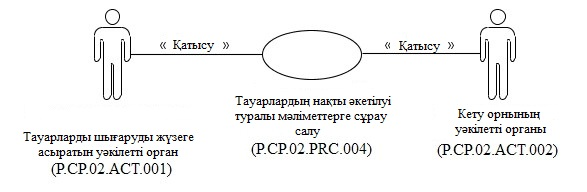 « Қатысу »
« Қатысу »
Тауарлардың нақты әкетілуі
туралы мәліметтерге сұрау
салу
(P.CP.02.PRC.004)
Кету орнының
уәкілетті органы
(P.CP.02.ACT.002)
Тауарларды шығаруды жүзеге
асыратын уәкілетті орган
(P.CP.02.ACT.001)